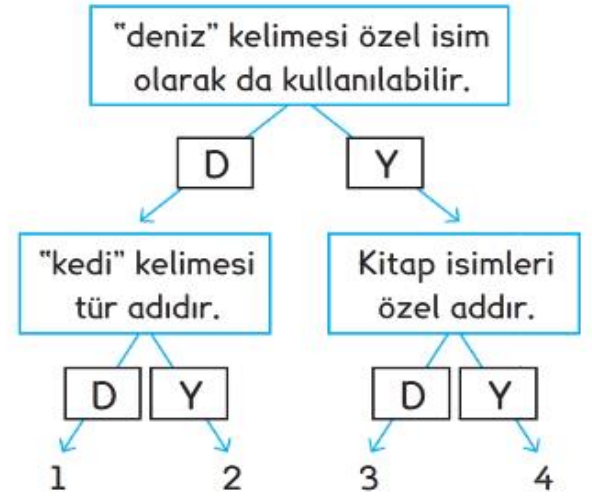 “deniz” kelimesi özel isim
olarak da kullanılabilir.
D Y
“kedi” kelimesi
tür adıdır.
Kitap isimleri
özel addır.
D Y D Y
1 2 3 4